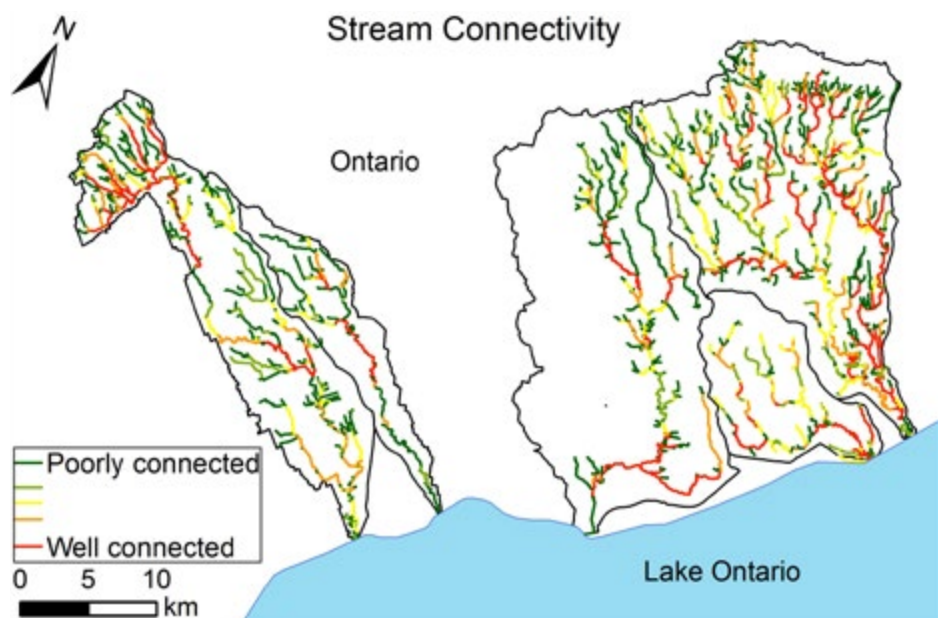 N
Stream Connectivity
Ontario
Poorly connected
Well connected
0 5 10
km
Lake Ontario